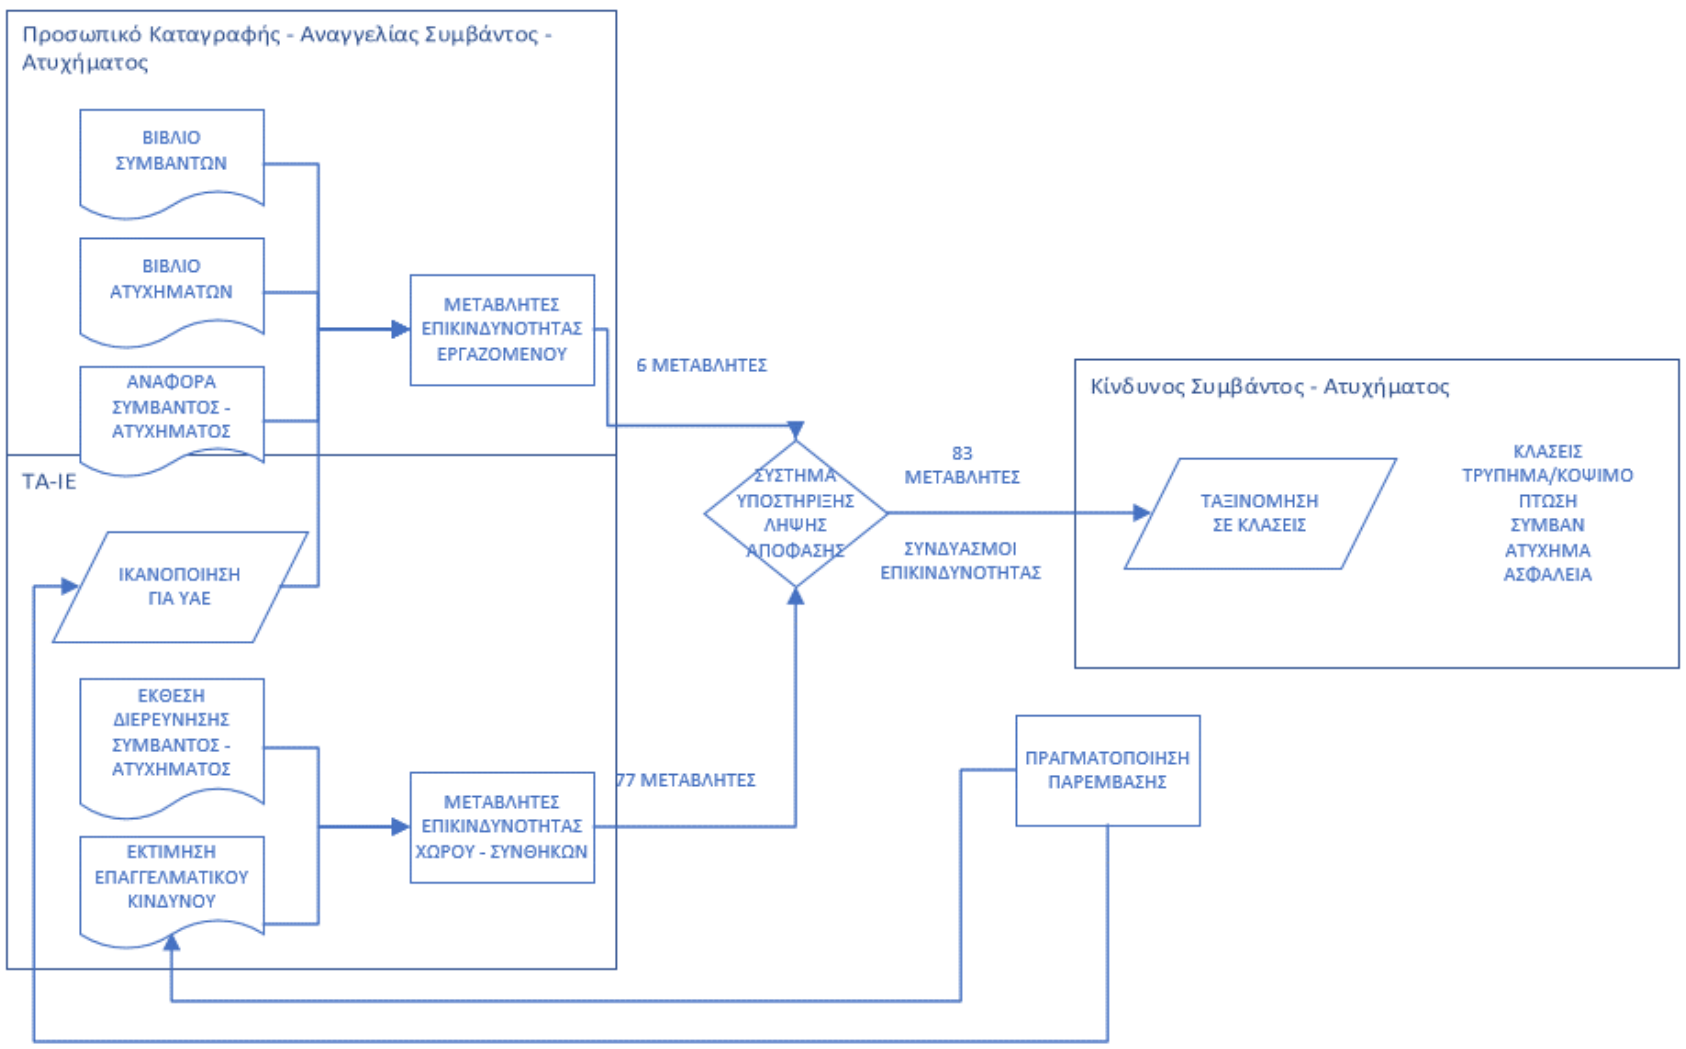 Προσωπικό Καταγραφής - Αναγγελίας Συμβάντος -
Ατυχήματος
ΒΙΒΛΙΟ
ΣΥΜΒΑΝΤΩΝ
ΒΙΒΛΙΟ
ΑΤΥΧΗΜΑΤΩΝ
ΑΝΑΦΟΡΑ
ΣΥΜΒΑΝΤΟΣ -
ΑΤΥΧΗΜΑΤΟΣ
ΜΕΤΑΒΛΗΤΕΣ
ΕΠΙΚΙΝΔΥΝΟΤΗΤΑΣ
ΕΡΓΑΖΟΜΕΝΟΥ
6 ΜΕΤΑΒΛΗΤΕΣ
ΤΑ-ΙΕ
ΙΚΑΝΟΠΟΙΗΣΗ
ΓΙΑ ΥΑΕ
ΕΚΘΕΣΗ
ΔΙΕΡΕΥΝΗΣΗΣ
ΣΥΜΒΑΝΤΟΣ -
ΑΤΥΧΗΜΑΤΟΣ
ΕΚΤΙΜΗΣΗ
ΕΠΑΓΓΕΛΜΑΤΙΚΟΥ
ΚΙΝΔΥΝΟΥ
ΜΕΤΑΒΛΗΤΕΣ
ΕΠΙΚΙΝΔΥΝΟΤΗΤΑΣ
ΧΩΡΟΥ - ΣΥΝΘΗΚΩΝ
77 ΜΕΤΑΒΛΗΤΕΣ
ΣΥΣΤΗΜΑ
ΥΠΟΣΤΗΡΙΞΗΣ
ΛΗΨΗΣ
ΑΠΟΦΑΣΗΣ
83
ΜΕΤΑΒΛΗΤΕΣ
ΣΥΝΔΥΑΣΜΟΙ
ΕΠΙΚΙΝΔΥΝΟΤΗΤΑΣ
Κίνδυνος Συμβάντος - Ατυχήματος
ΤΑΞΙΝΟΜΗΣΗ
ΣΕ ΚΛΑΣΕΙΣ
ΚΛΑΣΕΙΣ
ΤΡΥΠΗΜΑ/ΚΟΨΙΜΟ
ΠΤΩΣΗ
ΣΥΜΒΑΝ
ΑΤΥΧΗΜΑ
ΑΣΦΑΛΕΙΑ
ΠΡΑΓΜΑΤΟΠΟΙΗΣΗ
ΠΑΡΕΜΒΑΣΗΣ